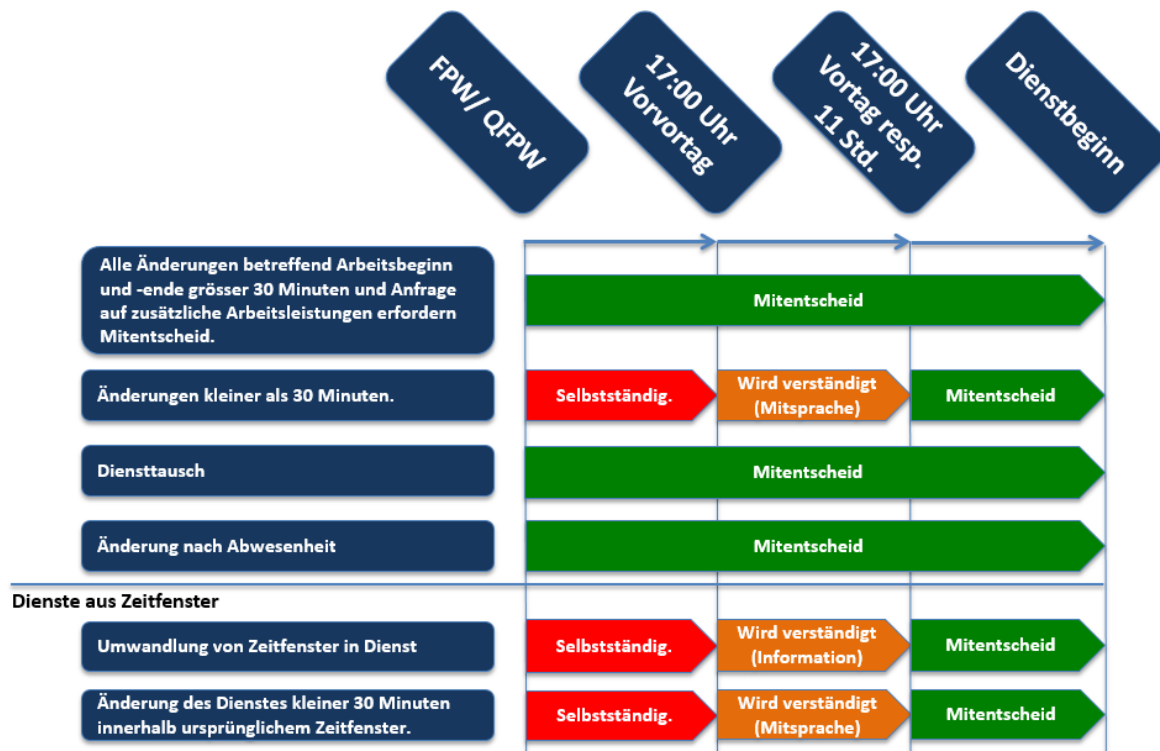 FPW/ QFPW
17:00 Uhr
Vorvortag
17:00 Uhr
Vortag resp.
11 Std.
Dienstbeginn
Alle Änderungen betreffend Arbeitsbeginn
und -ende grösser 30 Minuten und Anfrage
auf zusätzliche Arbeitsleistungen erfordern
Mitentscheid.
Mitentscheid
Änderungen kleiner als 30 Minuten.
Selbstständig.
Wird verständigt
(Mitsprache)
Mitentscheid
Diensttausch
Mitentscheid
Änderung nach Abwesenheit
Mitentscheid
Dienste aus Zeitfenster
Umwandlung von Zeitfenster in Dienst
Selbstständig.
Wird verständigt
(Information)
Mitentscheid
Änderung des Dienstes kleiner 30 Minuten
innerhalb ursprünglichem Zeitfenster.
Selbstständig.
Wird verständigt
(Mitsprache)
Mitentscheid